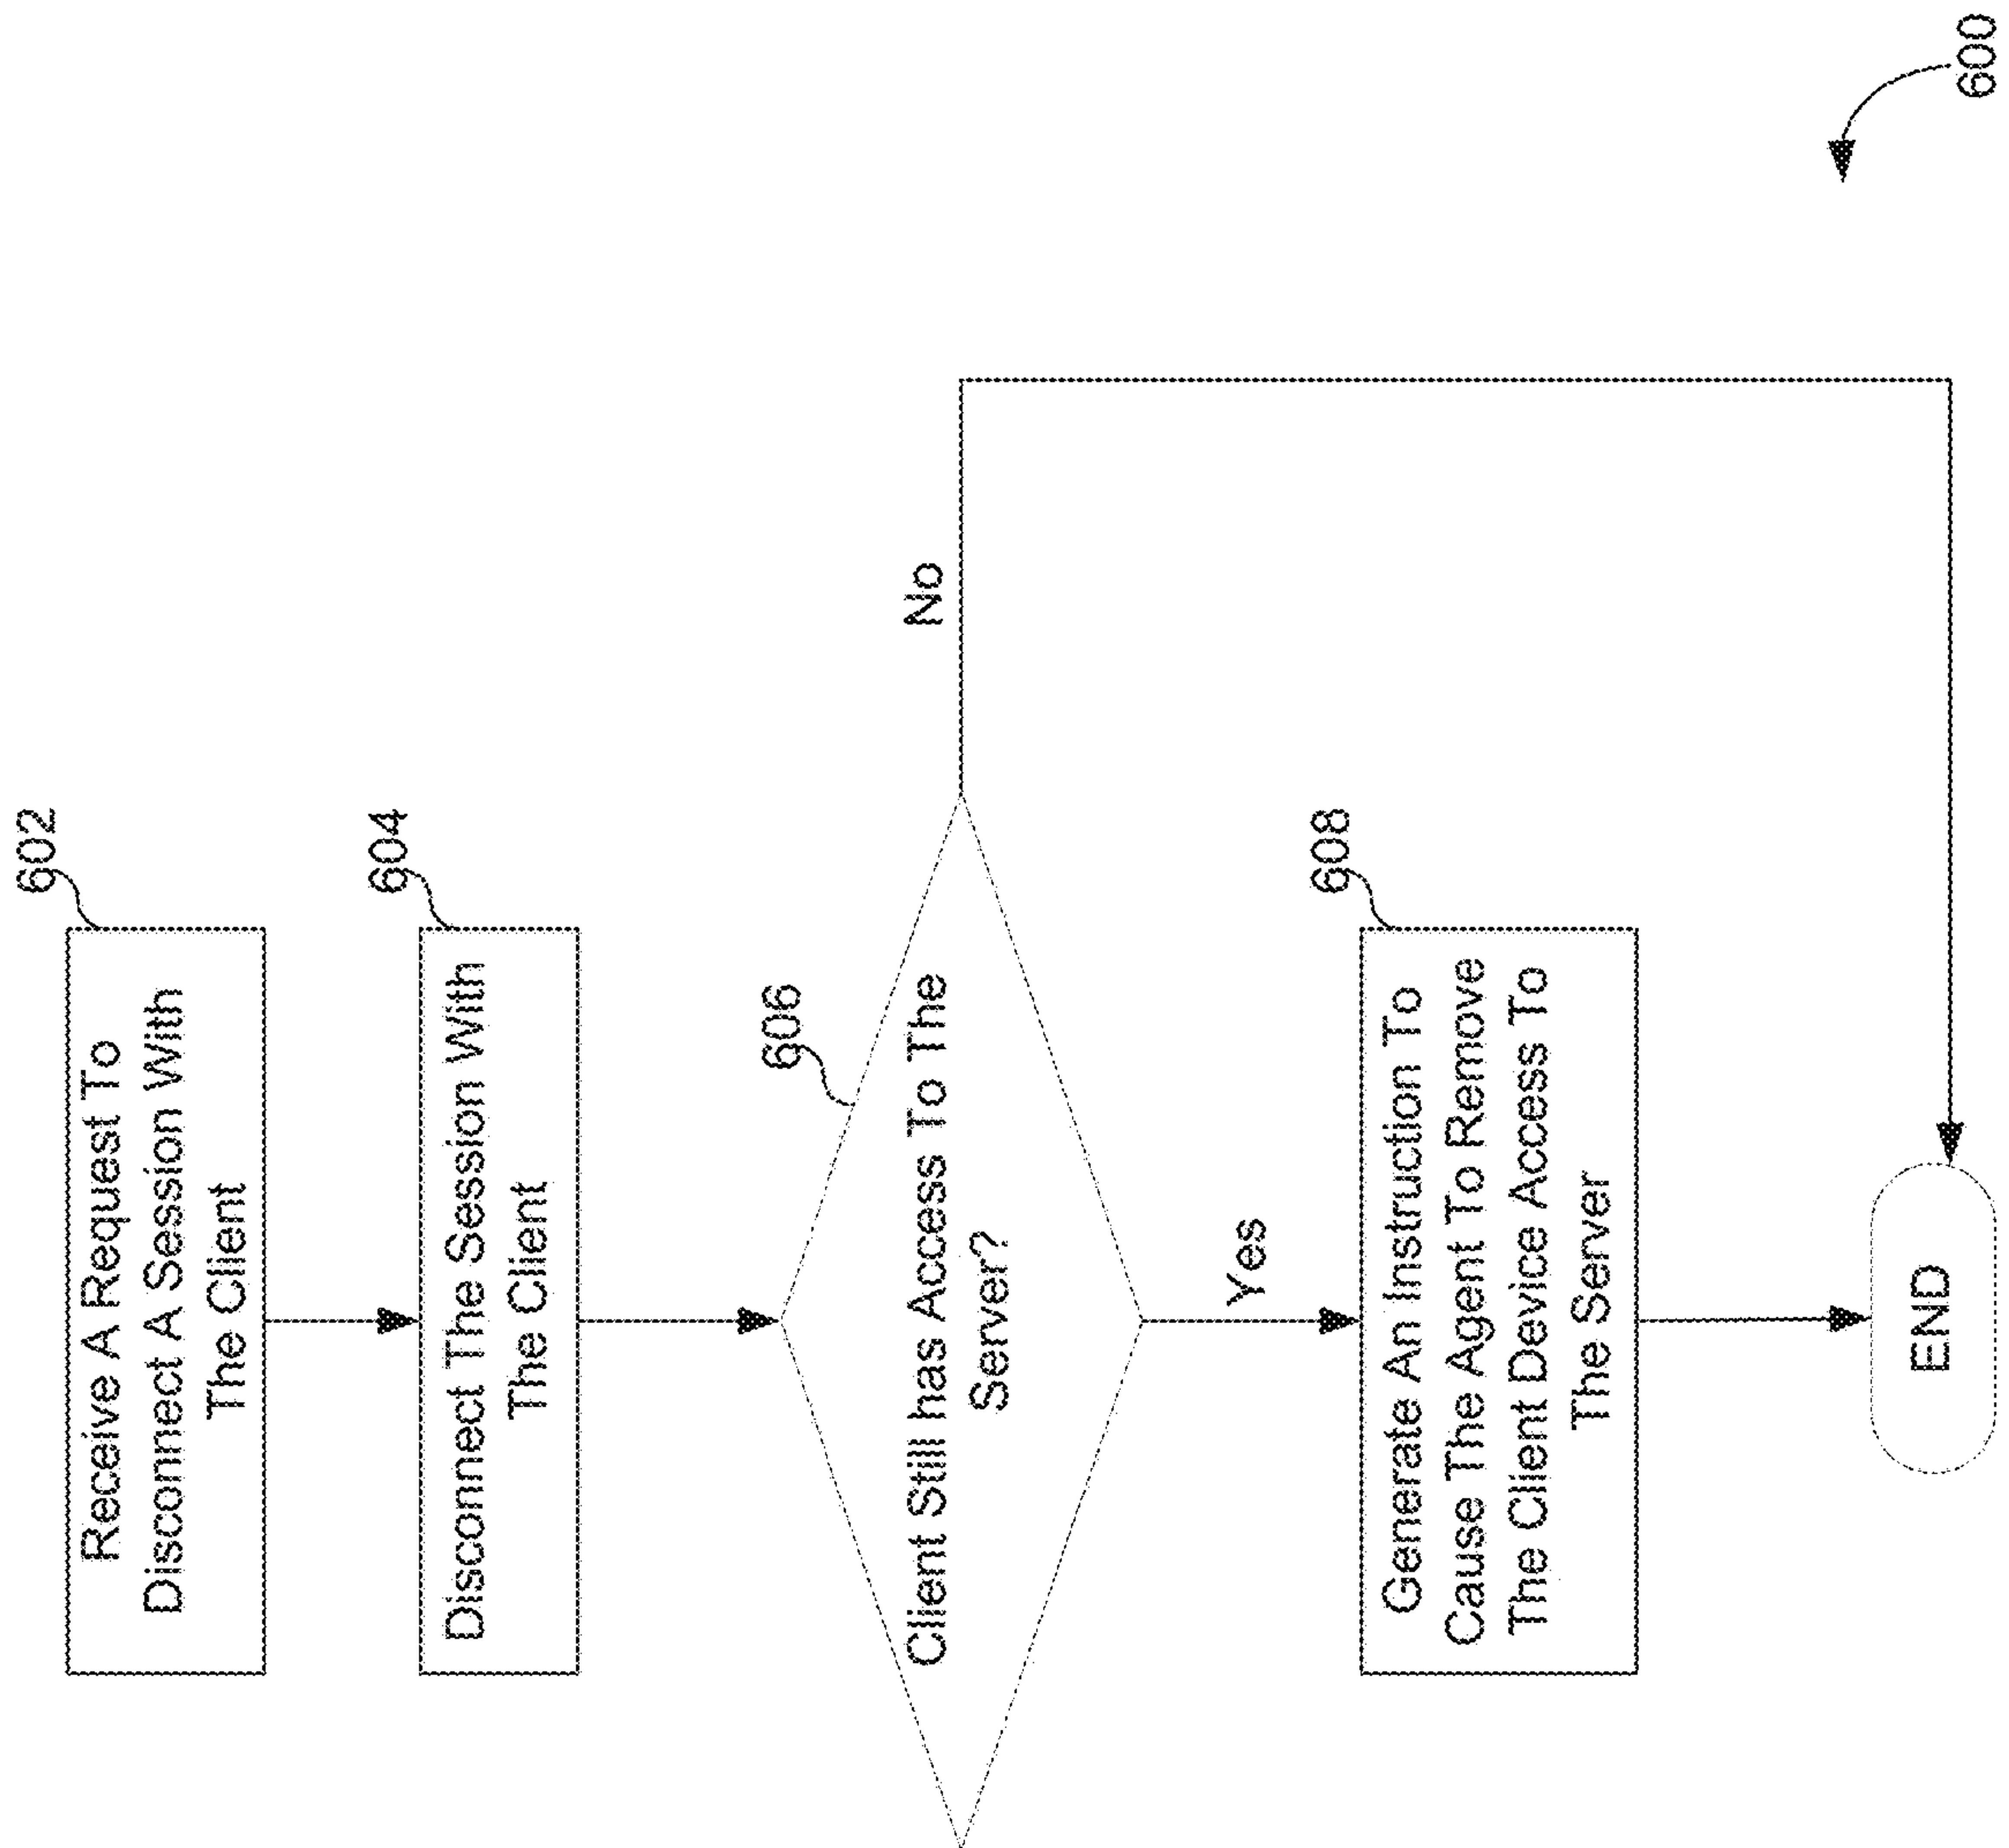 602
Receive A Request To
Disconnect A Session With
The Client
604
Disconnect The Session With
The Client
606
Client Still has Access To The
Server?
No
Yes
608
Generate An Instruction To
Cause The Agent To Remove
The Client Device Access To
The Server
END
600